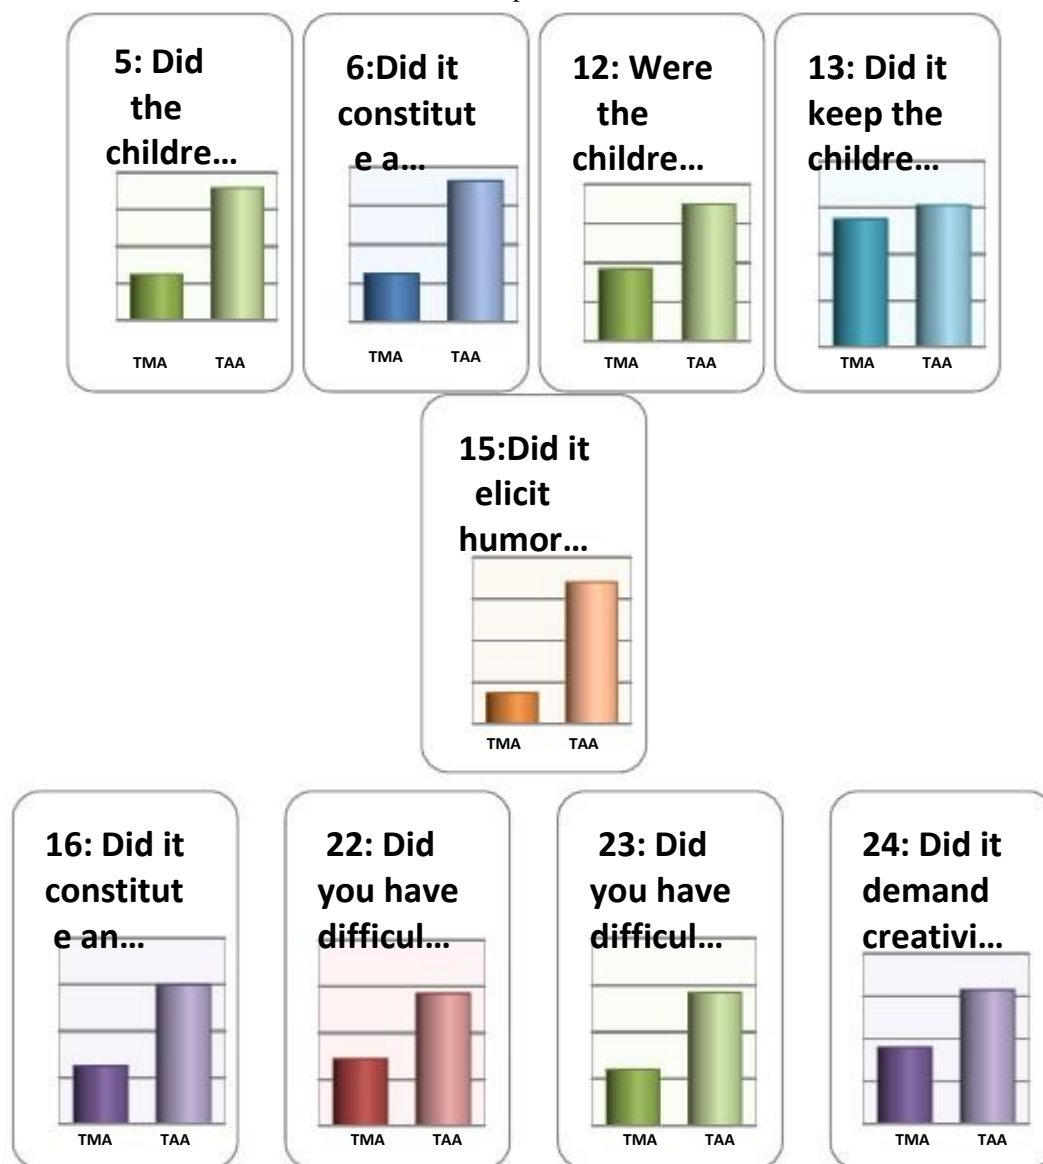 5: Did
the
childre...
TMA TAA
6:Did it
constitut
e a...
TMA TAA
12: Were
the
childre...
TMA TAA
13: Did it
keep the
childre...
TMA TAA
15:Did it
elicit
humor...
TMA TAA
16: Did it
constitut
e an...
TMA TAA
22: Did
you have
difficul...
TMA TAA
23: Did
you have
difficul...
TMA TAA
24: Did it
demand
creativi...
TMA TAA